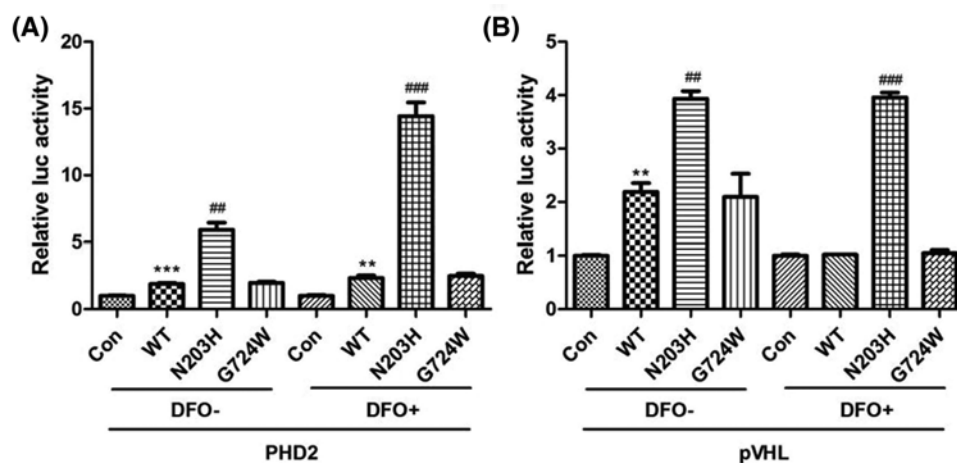 (A)
Relative luc activity
20
15
10
5
0
***
##
**
###
Con WT N203H G724W Con WT N203H G724W
DFO- DFO+
PHD2
(B)
Relative luc activity
5
4
3
2
1
0
**
##
###
Con WT N203H G724W Con WT N203H G724W
DFO- DFO+
pVHL